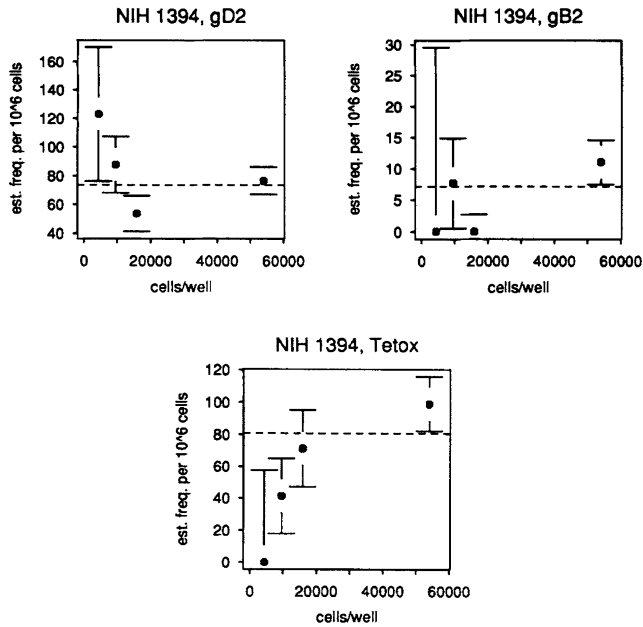 NIH 1394, gD2
est. freq. per 10^6 cells
160
140
120
100
80
60
40
0 20000 40000 60000
cells/well
NIH 1394, gB2
est. freq. per 10^6 cells
30
25
20
15
10
5
0
0 20000 40000 60000
cells/well
NIH 1394, Tetox
est. freq. per 10^6 cells
120
100
80
60
40
20
0
0 20000 40000 60000
cells/well